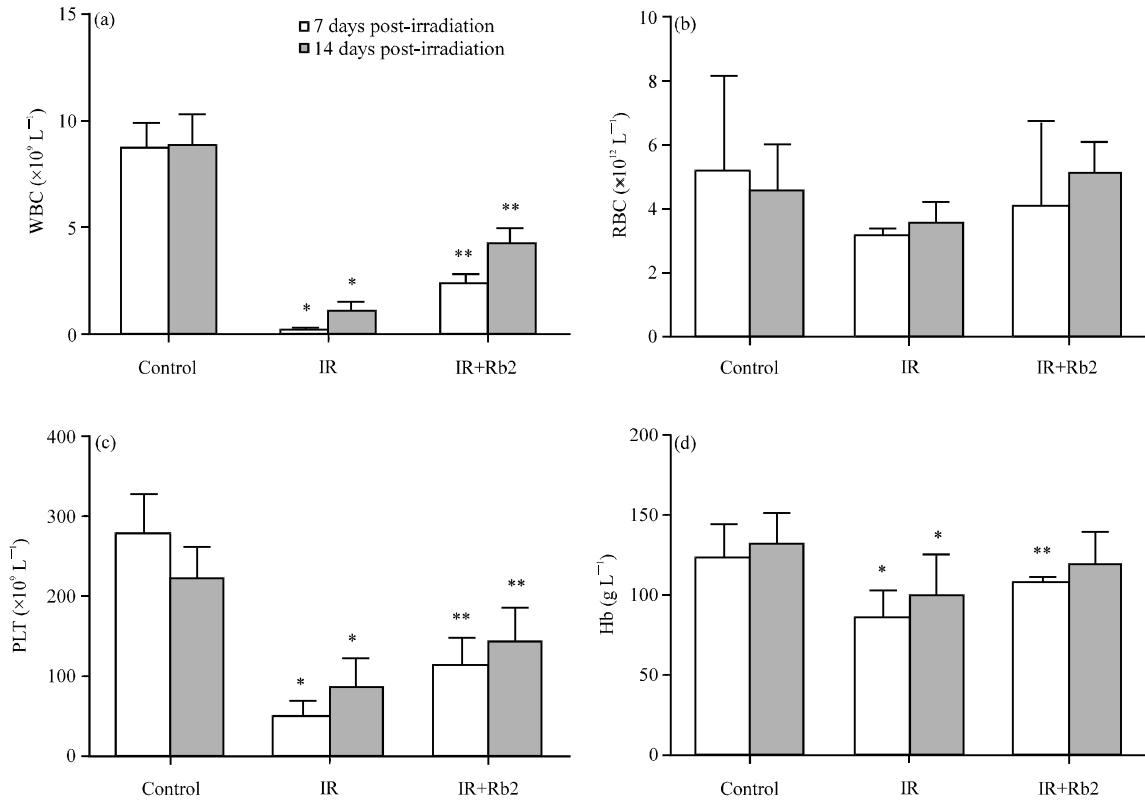 (a)
7 days post-irradiation
14 days post-irradiation
WBC (×10⁹ L⁻¹)
15
10
5
0
*
*
**
**
Control IR IR+Rb2
(b)
RBC (×10¹² L⁻¹)
10
8
6
4
2
0
Control IR IR+Rb2
(c)
PLT (×10⁹ L⁻¹)
400
300
200
100
0
*
*
**
**
Control IR IR+Rb2
(d)
Hb (g L⁻¹)
200
150
100
50
0
*
*
**
Control IR IR+Rb2